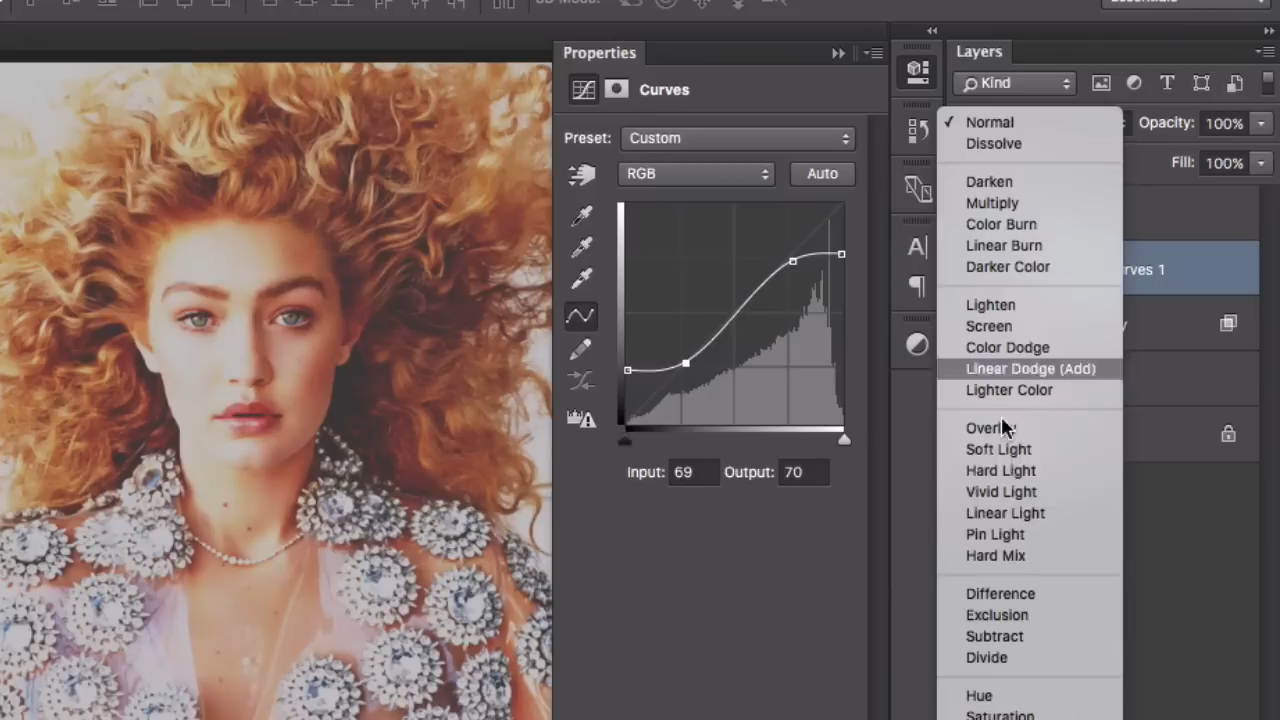 Properties
Layers
Kind
T
Curves
Normal
Opacity: 100%
Dissolve
Preset: Custom
Fill: 100%
RGB
Auto
Darken
Multiply
Color Burn
A
Linear Burn
Darker Color
rves 1
Lighten
Screen
Color Dodge
Linear Dodge (Add)
Lighter Color
Soft Light
Input: 69 Output: 70
Hard Light
Vivid Light
Linear Light
Pin Light
Hard Mix
Difference
Exclusion
Subtract
Divide
Hue
Saturation